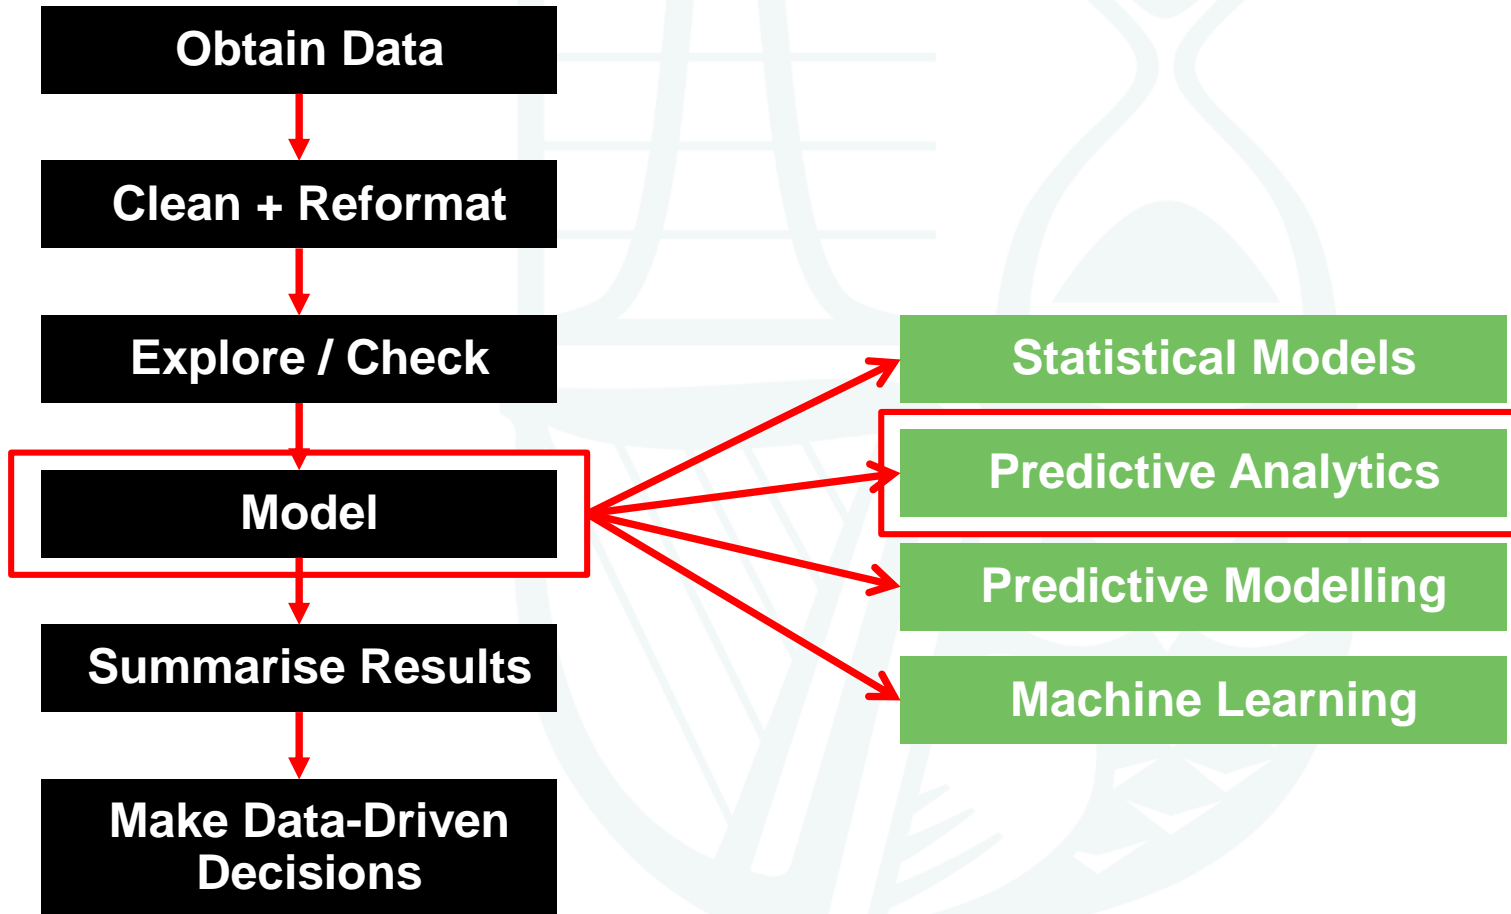 Obtain Data
Clean + Reformat
Explore / Check
Model
Summarise Results
Make Data-Driven
Decisions
Statistical Models
Predictive Analytics
Predictive Modelling
Machine Learning